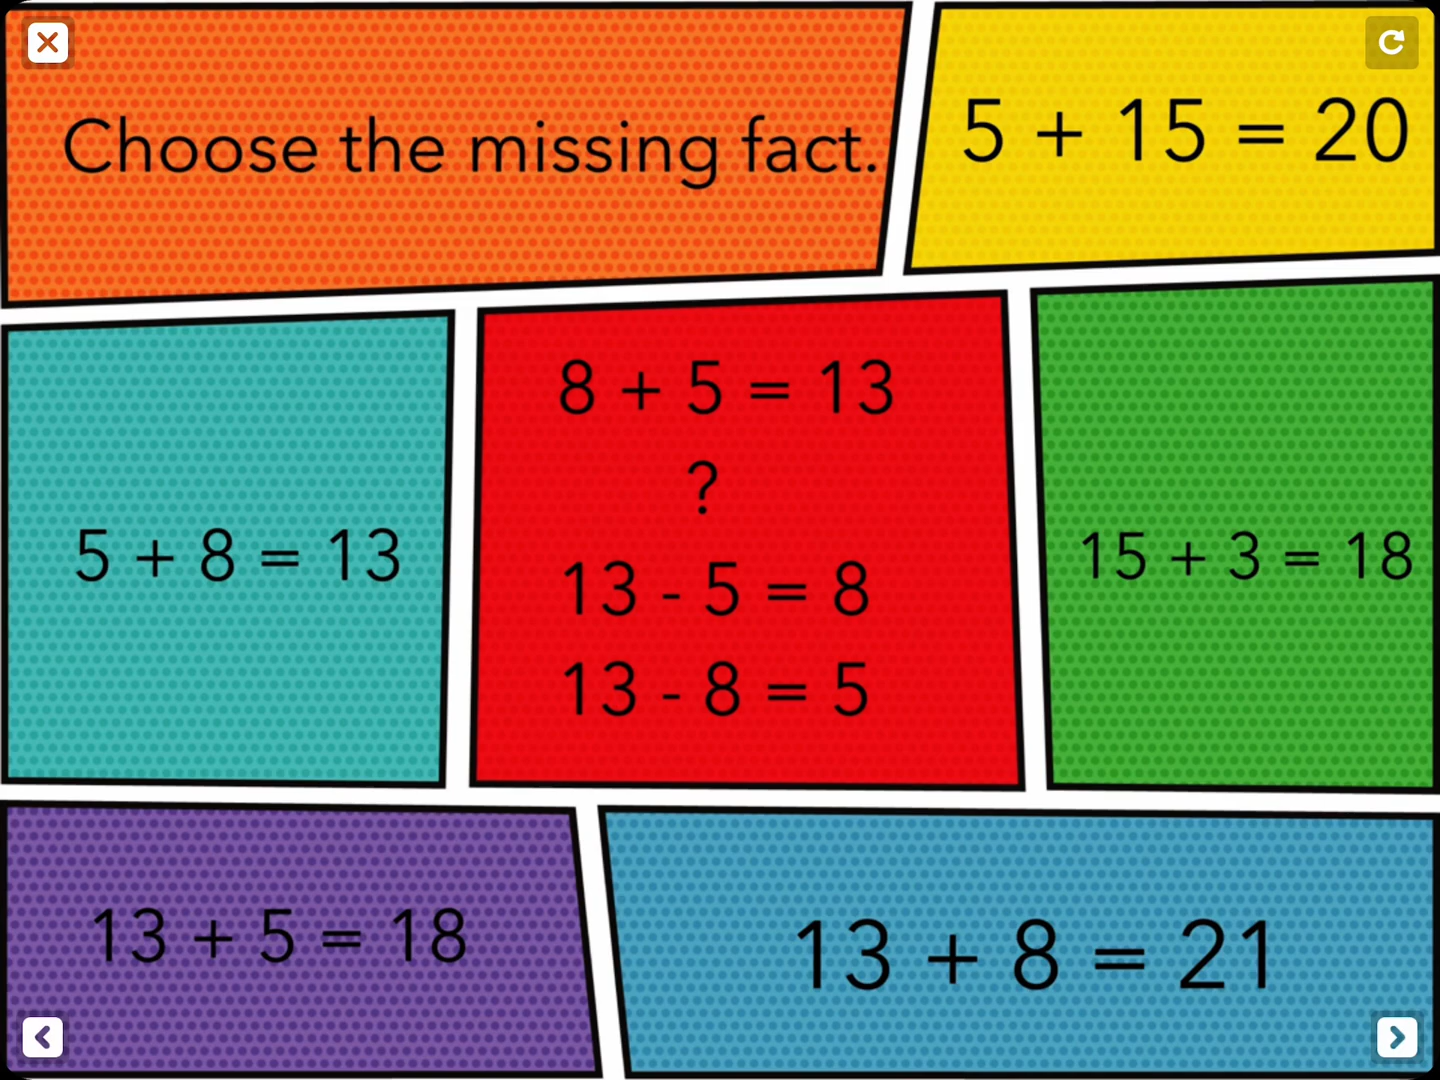 Choose the missing fact.
5 + 15 = 20
5 + 8 = 13
8 + 5 = 13
?
13 - 5 = 8
13 - 8 = 5
15 + 3 = 18
13 + 5 = 18
13 + 8 = 21